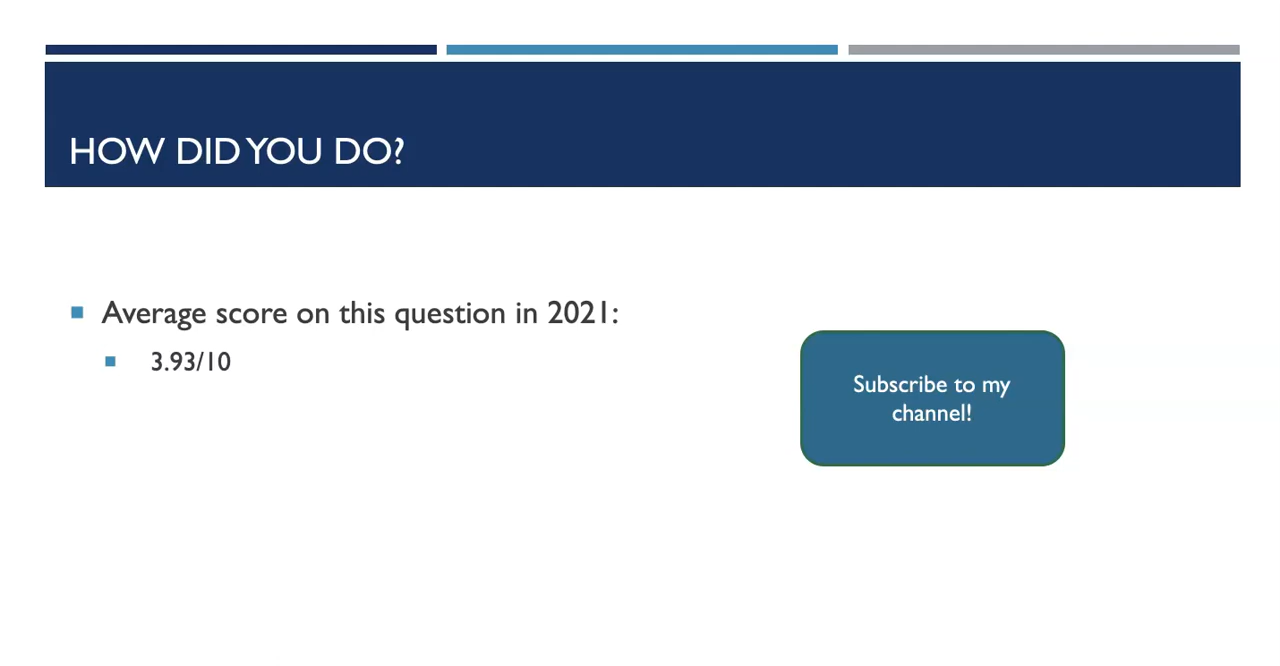 HOW DID YOU DO?
Average score on this question in 2021:
3.93/10
Subscribe to my
channel!